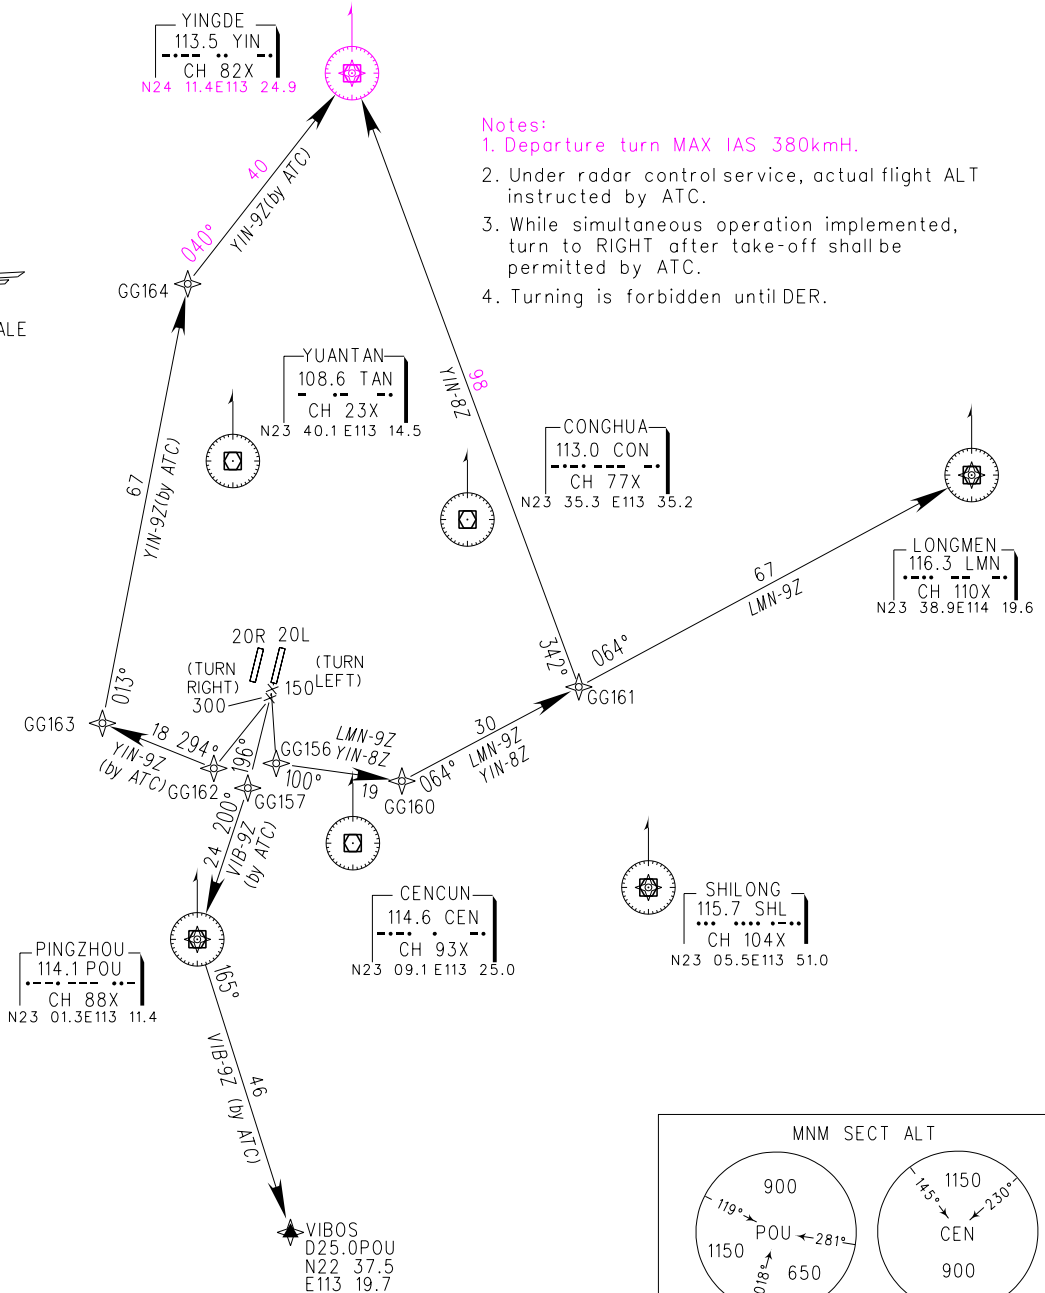 YINGDE
113.5 YIN
CH 82X
N24 11.4E113 24.9
Notes:
1. Departure turn MAX IAS 380kmH.
2. Under radar control service, actual flight ALT
instructed by ATC.
3. While simultaneous operation implemented,
turn to RIGHT after take-off shall be
permitted by ATC.
4. Turning is forbidden until DER.
40
YIN-9Z(by ATC)
040°
GG164
ALE
YUANTAN
108.6 TAN
CH 23X
N23 40.1 E113 14.5
98
YIN-8Z
CONGHUA
113.0 CON
CH 77X
N23 35.3 E113 35.2
67
YIN-9Z(by ATC)
LONGMEN
116.3 LMN
CH 110X
N23 38.9E114 19.6
67
LMN-9Z
20R 20L
(TURN
RIGHT)
300
150
(TURN
LEFT)
342°
064°
GG161
013°
GG163
18 294°
YIN-9Z
(by ATC)
GG162
196°
GG156
LMN-9Z
YIN-8Z
100°
19
GG160
064°
30
LMN-9Z
YIN-8Z
GG157
200°
24
VIB-9Z
(by ATC)
CENCUN
114.6 CEN
CH 93X
N23 09.1 E113 25.0
SHILONG
115.7 SHL
CH 104X
N23 05.5E113 51.0
PINGZHOU
114.1 POU
CH 88X
N23 01.3E113 11.4
165°
46
VIB-9Z (by ATC)
VIBOS
D25.0POU
N22 37.5
E113 19.7
MNM SECT ALT
900
119°
POU
281°
1150
018°
650
1150
145°
230°
CEN
900